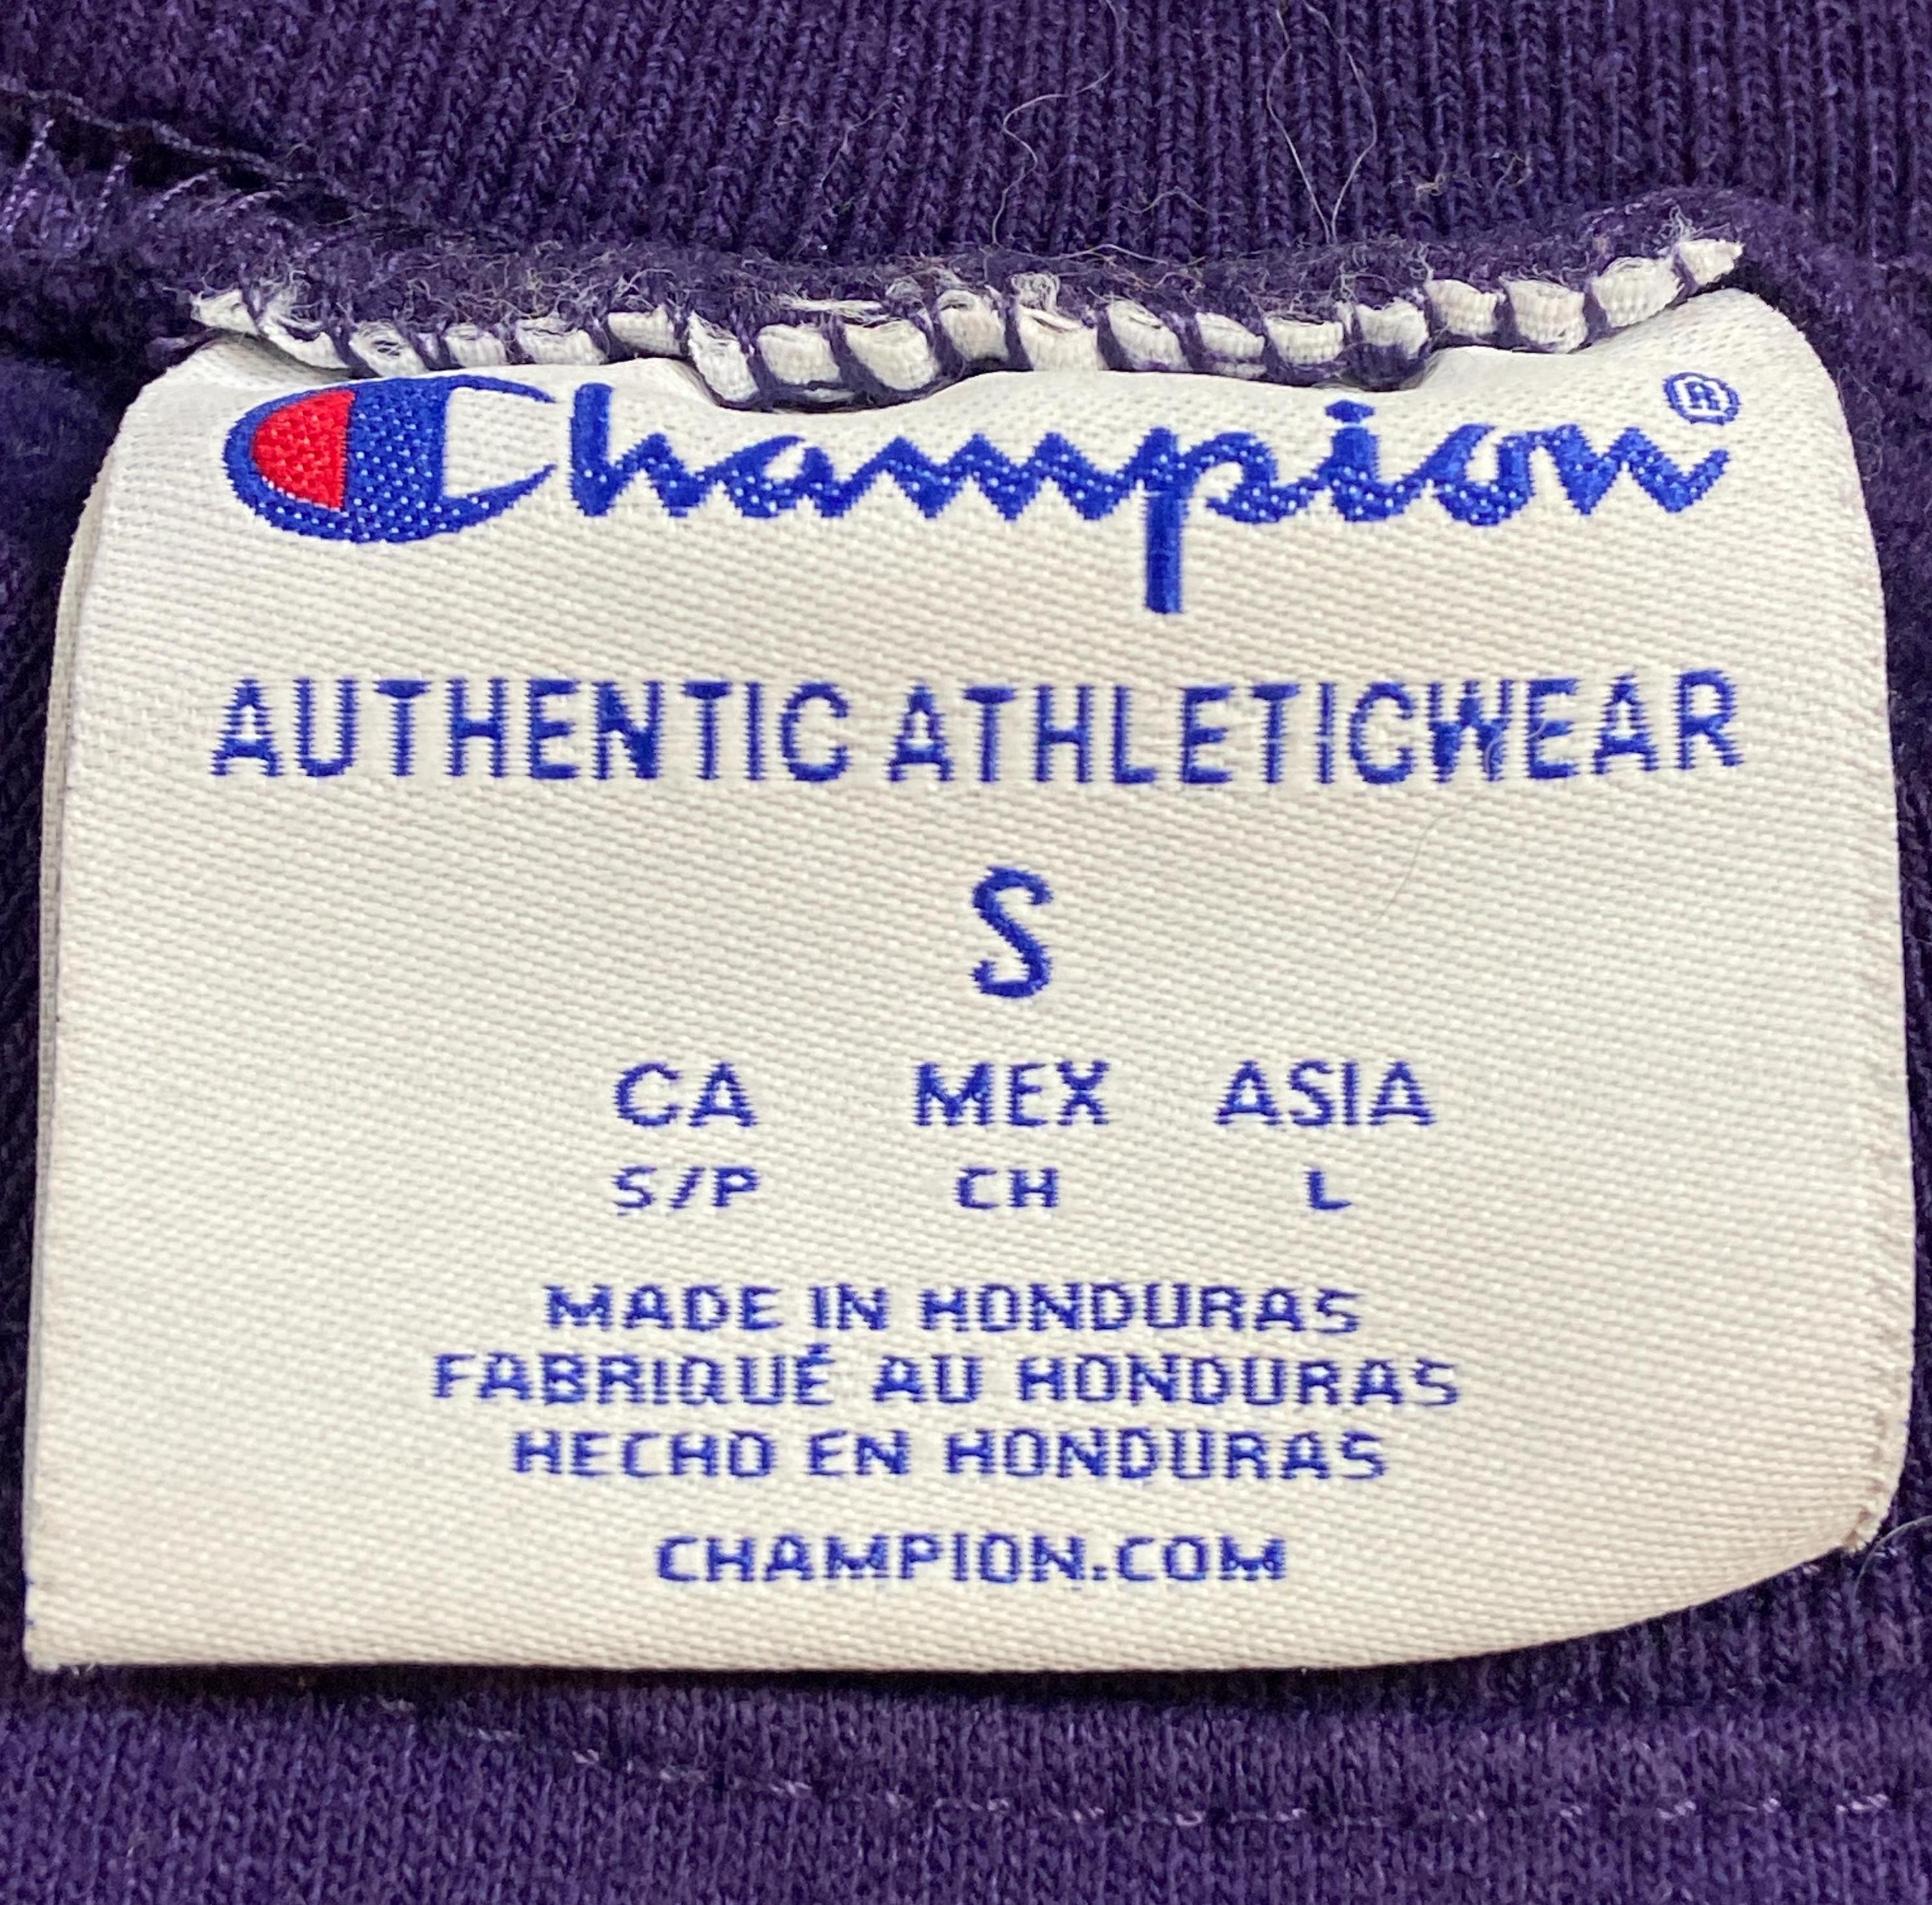 Champion®
AUTHENTIC ATHLETICWEAR
S
CA MEX ASIA
S/P CH L
MADE IN HONDURAS
FABRIQUÉ AU HONDURAS
HECHO EN HONDURAS
CHAMPION.COM